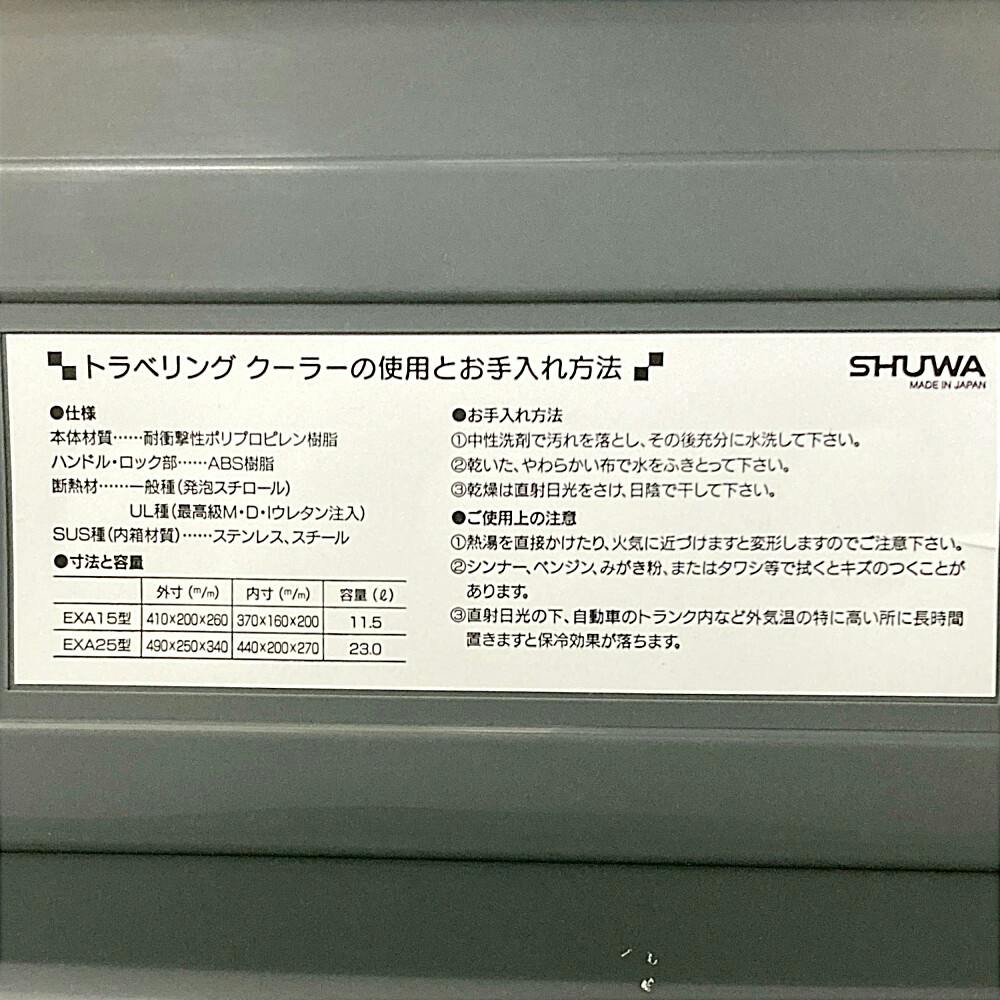 トラベリング クーラーの使用とお手入れ方法
SHUWA
MADE IN JAPAN
●仕様
本体材質……耐衝撃性ポリプロピレン樹脂
ハンドル・ロック部……ABS樹脂
断熱材……一般種(発泡スチロール)
UL種(最高級M・D・Iウレタン注入)
SUS種(内箱材質)……ステンレス、スチール
●寸法と容量
外寸(m/m) 内寸(m/m) 容量(ℓ)
EXA15型 410×200×260 370×160×200 11.5
EXA25型 490×250×340 440×200×270 23.0
●お手入れ方法
①中性洗剤で汚れを落とし、その後充分に水洗して下さい。
②乾いた、やわらかい布で水をふきとって下さい。
③乾燥は直射日光をさけ、日陰で干して下さい。
●ご使用上の注意
①熱湯を直接かけたり、火気に近づけますと変形しますのでご注意下さい。
②シンナー、ベンジン、みがき粉、またはタワシ等で拭くとキズのつくことが
あります。
③直射日光の下、自動車のトランク内など外気温の特に高い所に長時間
置きますと保冷効果が落ちます。